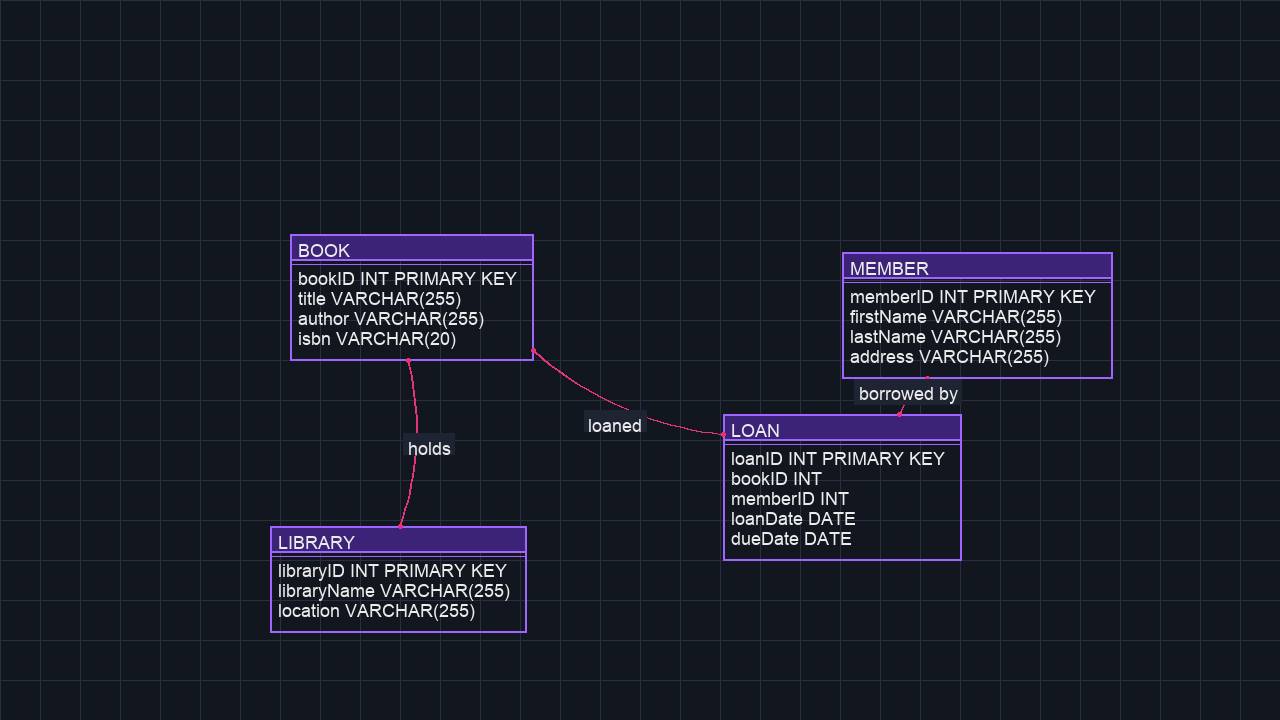 BOOK
bookID INT PRIMARY KEY
title VARCHAR(255)
author VARCHAR(255)
isbn VARCHAR(20)
MEMBER
memberID INT PRIMARY KEY
firstName VARCHAR(255)
lastName VARCHAR(255)
address VARCHAR(255)
borrowed by
loaned
holds
LOAN
loanID INT PRIMARY KEY
bookID INT
memberID INT
loanDate DATE
dueDate DATE
LIBRARY
libraryID INT PRIMARY KEY
libraryName VARCHAR(255)
location VARCHAR(255)